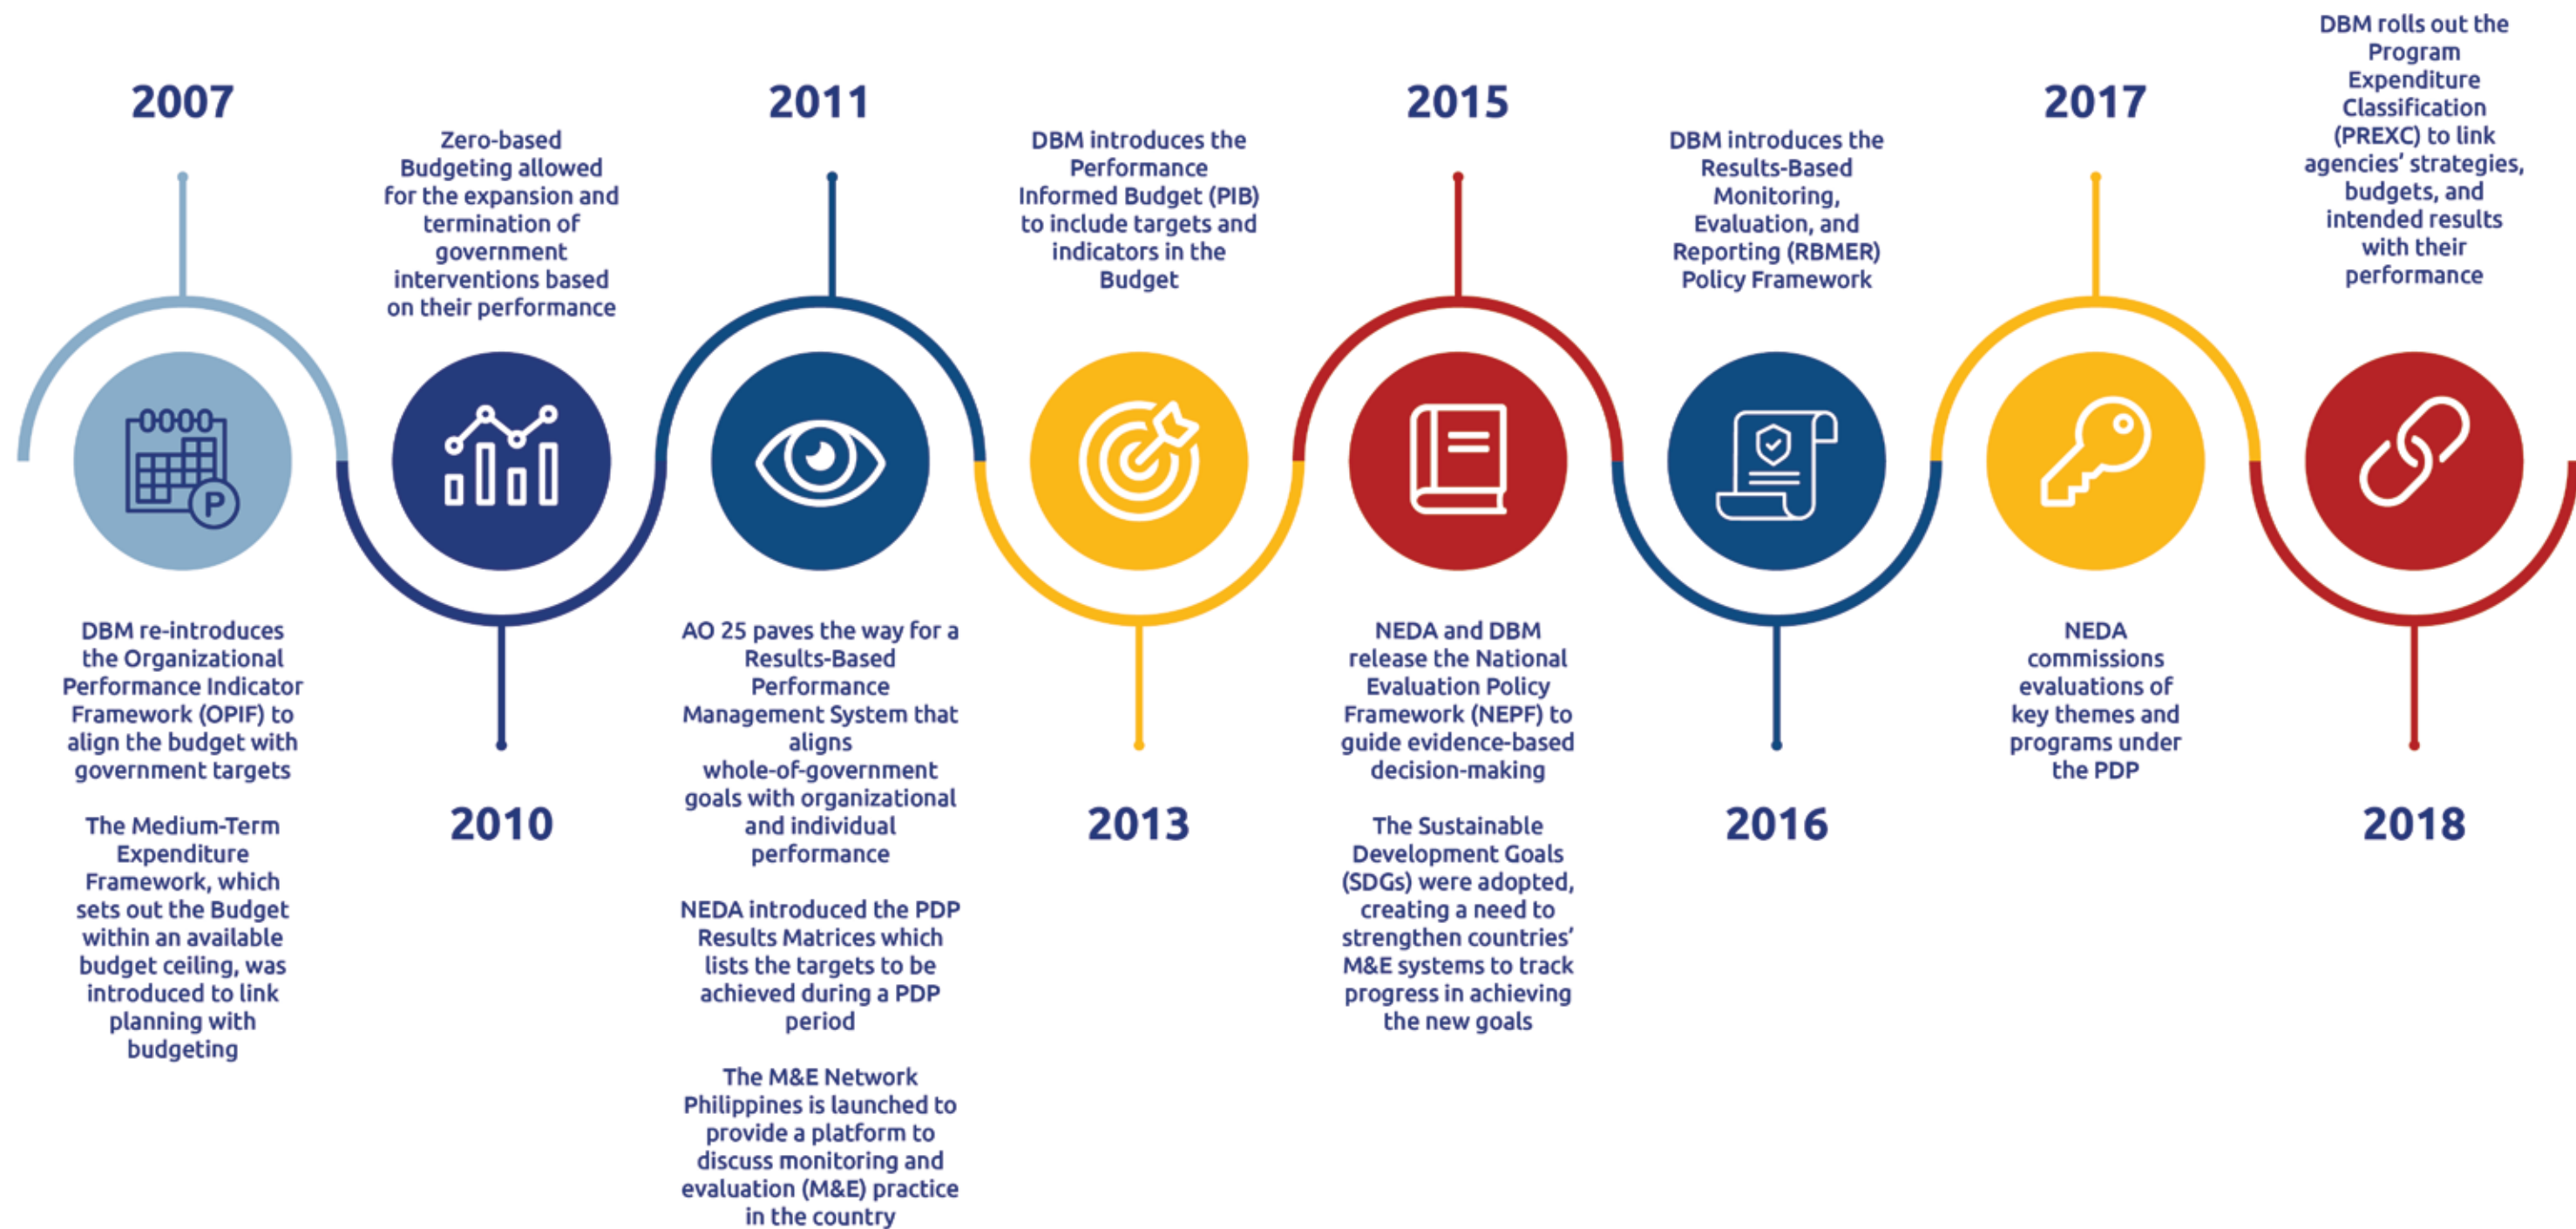 2007
DBM re-introduces
the Organizational
Performance Indicator
Framework (OPIF) to
align the budget with
government targets
The Medium-Term
Expenditure
Framework, which
sets out the Budget
within an available
budget ceiling, was
introduced to link
planning with
budgeting
P
Zero-based
Budgeting allowed
for the expansion and
termination of
government
interventions based
on their performance
2010
2011
AO 25 paves the way for a
Results-Based
Performance
Management System that
aligns
whole-of-government
goals with organizational
and individual
performance
NEDA introduced the PDP
Results Matrices which
lists the targets to be
achieved during a PDP
period
The M&E Network
Philippines is launched to
provide a platform to
discuss monitoring and
evaluation (M&E) practice
in the country
DBM introduces the
Performance
Informed Budget (PIB)
to include targets and
indicators in the
Budget
2013
2015
NEDA and DBM
release the National
Evaluation Policy
Framework (NEPF) to
guide evidence-based
decision-making
The Sustainable
Development Goals
(SDGs) were adopted,
creating a need to
strengthen countries’
M&E systems to track
progress in achieving
the new goals
DBM introduces the
Results-Based
Monitoring,
Evaluation, and
Reporting (RBMER)
Policy Framework
2016
2017
NEDA
commissions
evaluations of
key themes and
programs under
the PDP
DBM rolls out the
Program
Expenditure
Classification
(PREXC) to link
agencies’ strategies,
budgets, and
intended results
with their
performance
2018